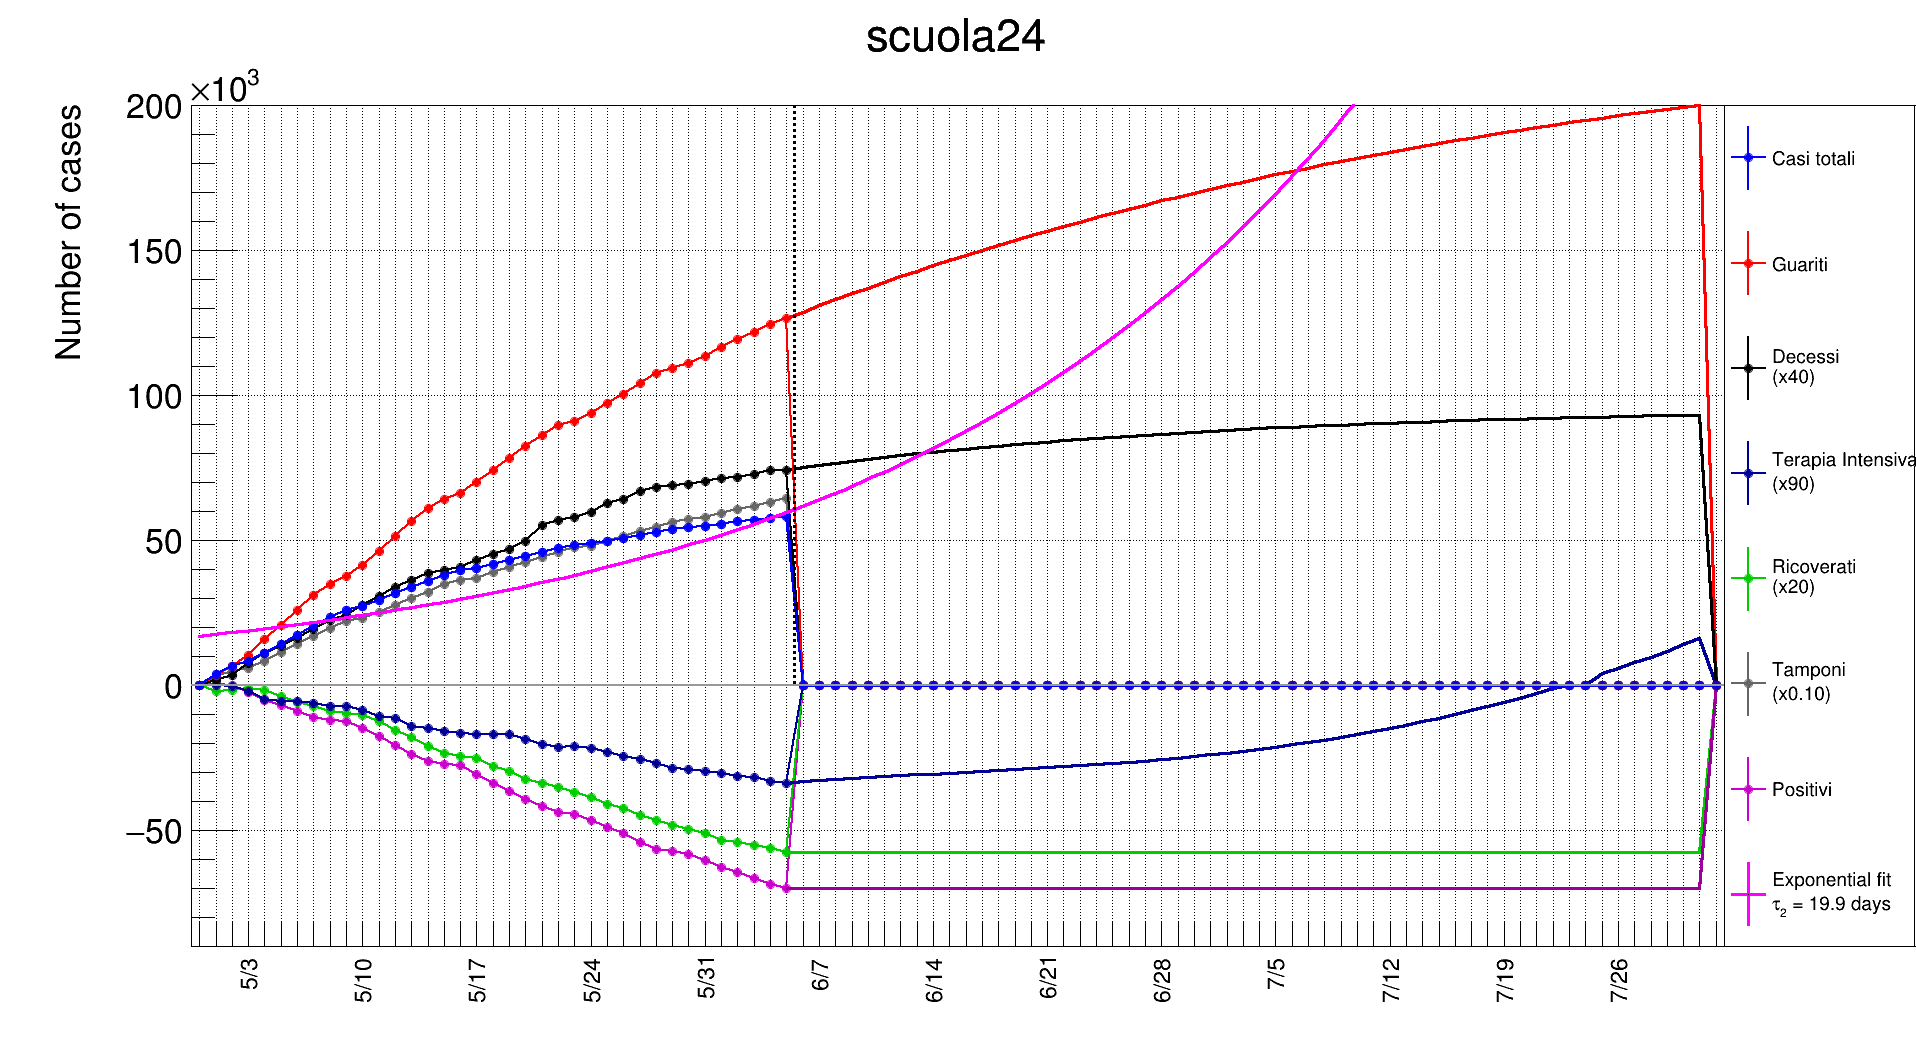 scuola24
×10³
Number of cases
200
150
100
50
0
−50
5/3
5/10
5/17
5/24
5/31
6/7
6/14
6/21
6/28
7/5
7/12
7/19
7/26
Casi totali
Guariti
Decessi
(x40)
Terapia Intensiva
(x90)
Ricoverati
(x20)
Tamponi
(x0.10)
Positivi
Exponential fit
τ₂ = 19.9 days